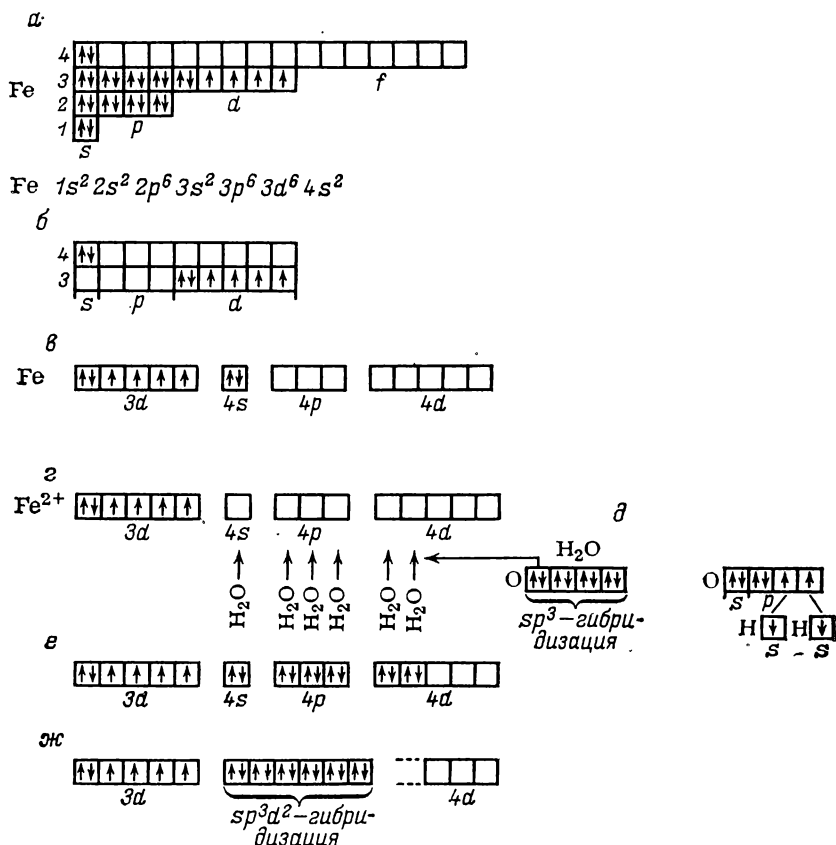 а
4
Fe 3 f
2 d
1 p
s
Fe 1s² 2s² 2p⁶ 3s² 3p⁶ 3d⁶ 4s²
б
4
3
s p d
в
Fe
3d 4s 4p 4d
г
Fe²⁺
3d 4s 4p 4d
д
H₂O
O
sp³-гибри-
дизация
O
s p
H H
s s
H₂O H₂O H₂O H₂O H₂O H₂O
е
3d 4s 4p 4d
ж
3d 4d
sp³d²-гибри-
дизация